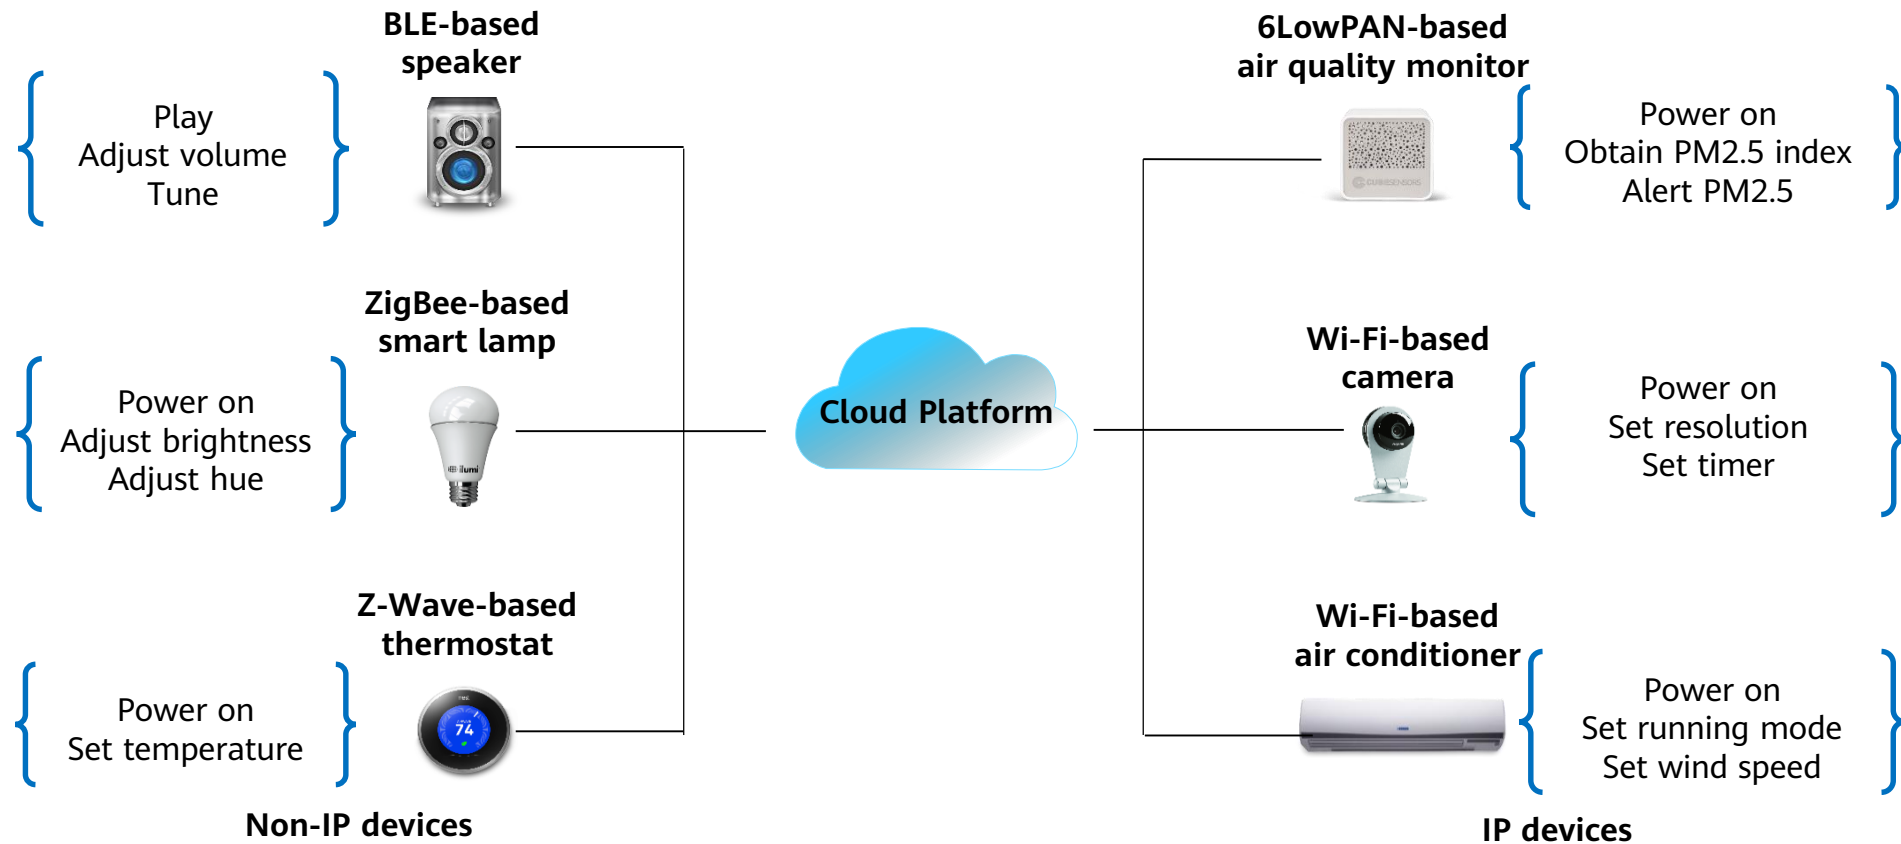 BLE-based
speaker
Play
Adjust volume
Tune
ZigBee-based
smart lamp
Power on
Adjust brightness
Adjust hue
ilumi
Z-Wave-based
thermostat
Power on
Set temperature
74
Non-IP devices
Cloud Platform
6LowPAN-based
air quality monitor
Power on
Obtain PM2.5 index
Alert PM2.5
Wi-Fi-based
camera
Power on
Set resolution
Set timer
Wi-Fi-based
air conditioner
Power on
Set running mode
Set wind speed
IP devices